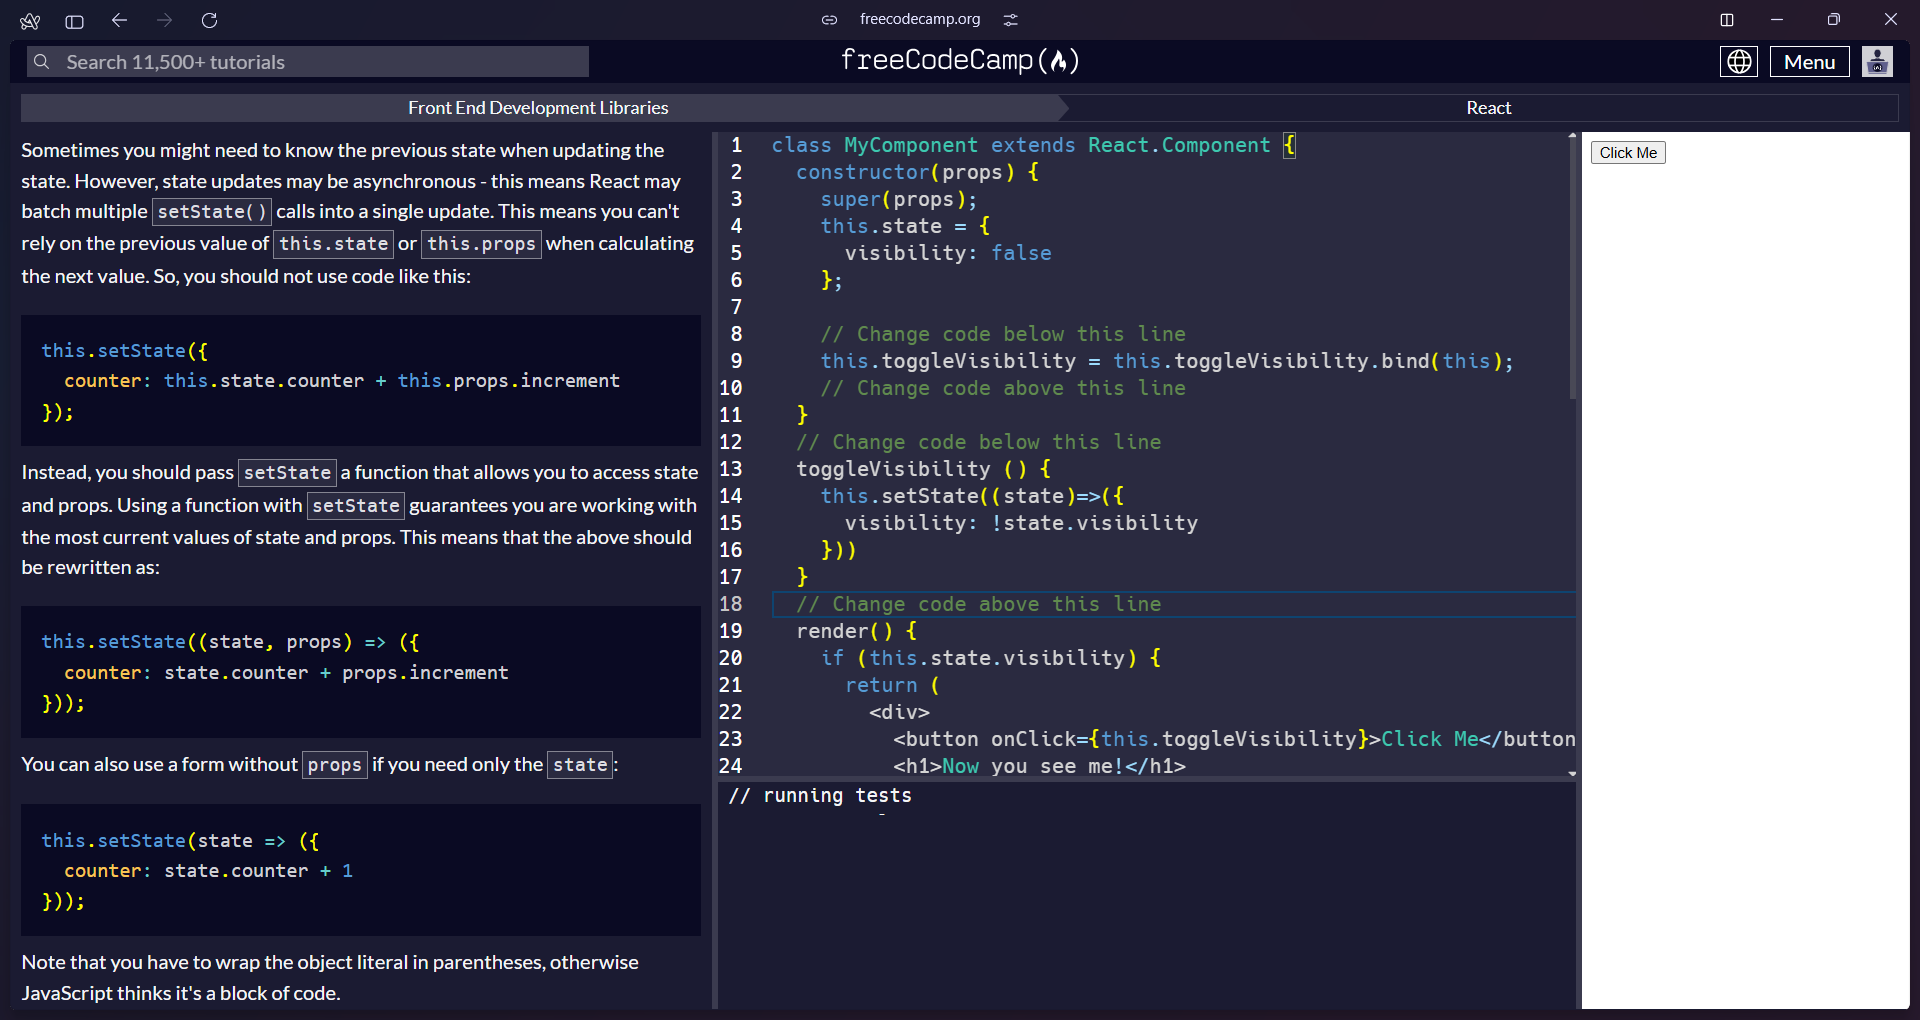 freecodecamp.org
Search 11,500+ tutorials
freeCodeCamp(🔥)
Menu
Front End Development Libraries
React
Sometimes you might need to know the previous state when updating the
state. However, state updates may be asynchronous - this means React may
batch multiple setState() calls into a single update. This means you can't
rely on the previous value of this.state or this.props when calculating
the next value. So, you should not use code like this:
this.setState({
  counter: this.state.counter + this.props.increment
});
Instead, you should pass setState a function that allows you to access state
and props. Using a function with setState guarantees you are working with
the most current values of state and props. This means that the above should
be rewritten as:
this.setState((state, props) => ({
  counter: state.counter + props.increment
}));
You can also use a form without props if you need only the state:
this.setState(state => ({
  counter: state.counter + 1
}));
Note that you have to wrap the object literal in parentheses, otherwise
JavaScript thinks it's a block of code.
1 class MyComponent extends React.Component {
2   constructor(props) {
3     super(props);
4     this.state = {
5       visibility: false
6     };
7
8     // Change code below this line
9     this.toggleVisibility = this.toggleVisibility.bind(this);
10     // Change code above this line
11   }
12   // Change code below this line
13   toggleVisibility () {
14     this.setState((state)=>({
15       visibility: !state.visibility
16     }))
17   }
18   // Change code above this line
19   render() {
20     if (this.state.visibility) {
21       return (
22         <div>
23           <button onClick={this.toggleVisibility}>Click Me</button
24           <h1>Now you see me!</h1>
// running tests
Click Me